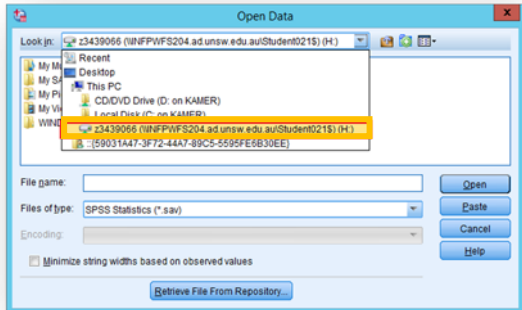 Open Data
x
Look in: z3439066 (\\INFPWFS204.ad.unsw.edu.au\Student021$) (H:)
Recent
Desktop
This PC
CD/DVD Drive (D: on KAMER)
Local Disk (C: on KAMER)
z3439066 (\\INFPWFS204.ad.unsw.edu.au\Student021$) (H:)
::{59031A47-3F72-44A7-89C5-5595FE6B30EE}
My M
My SA
My Pi
My Vi
WIND
File name:
Open
Files of type: SPSS Statistics (*.sav)
Paste
Encoding:
Cancel
Minimize string widths based on observed values
Help
Retrieve File From Repository...